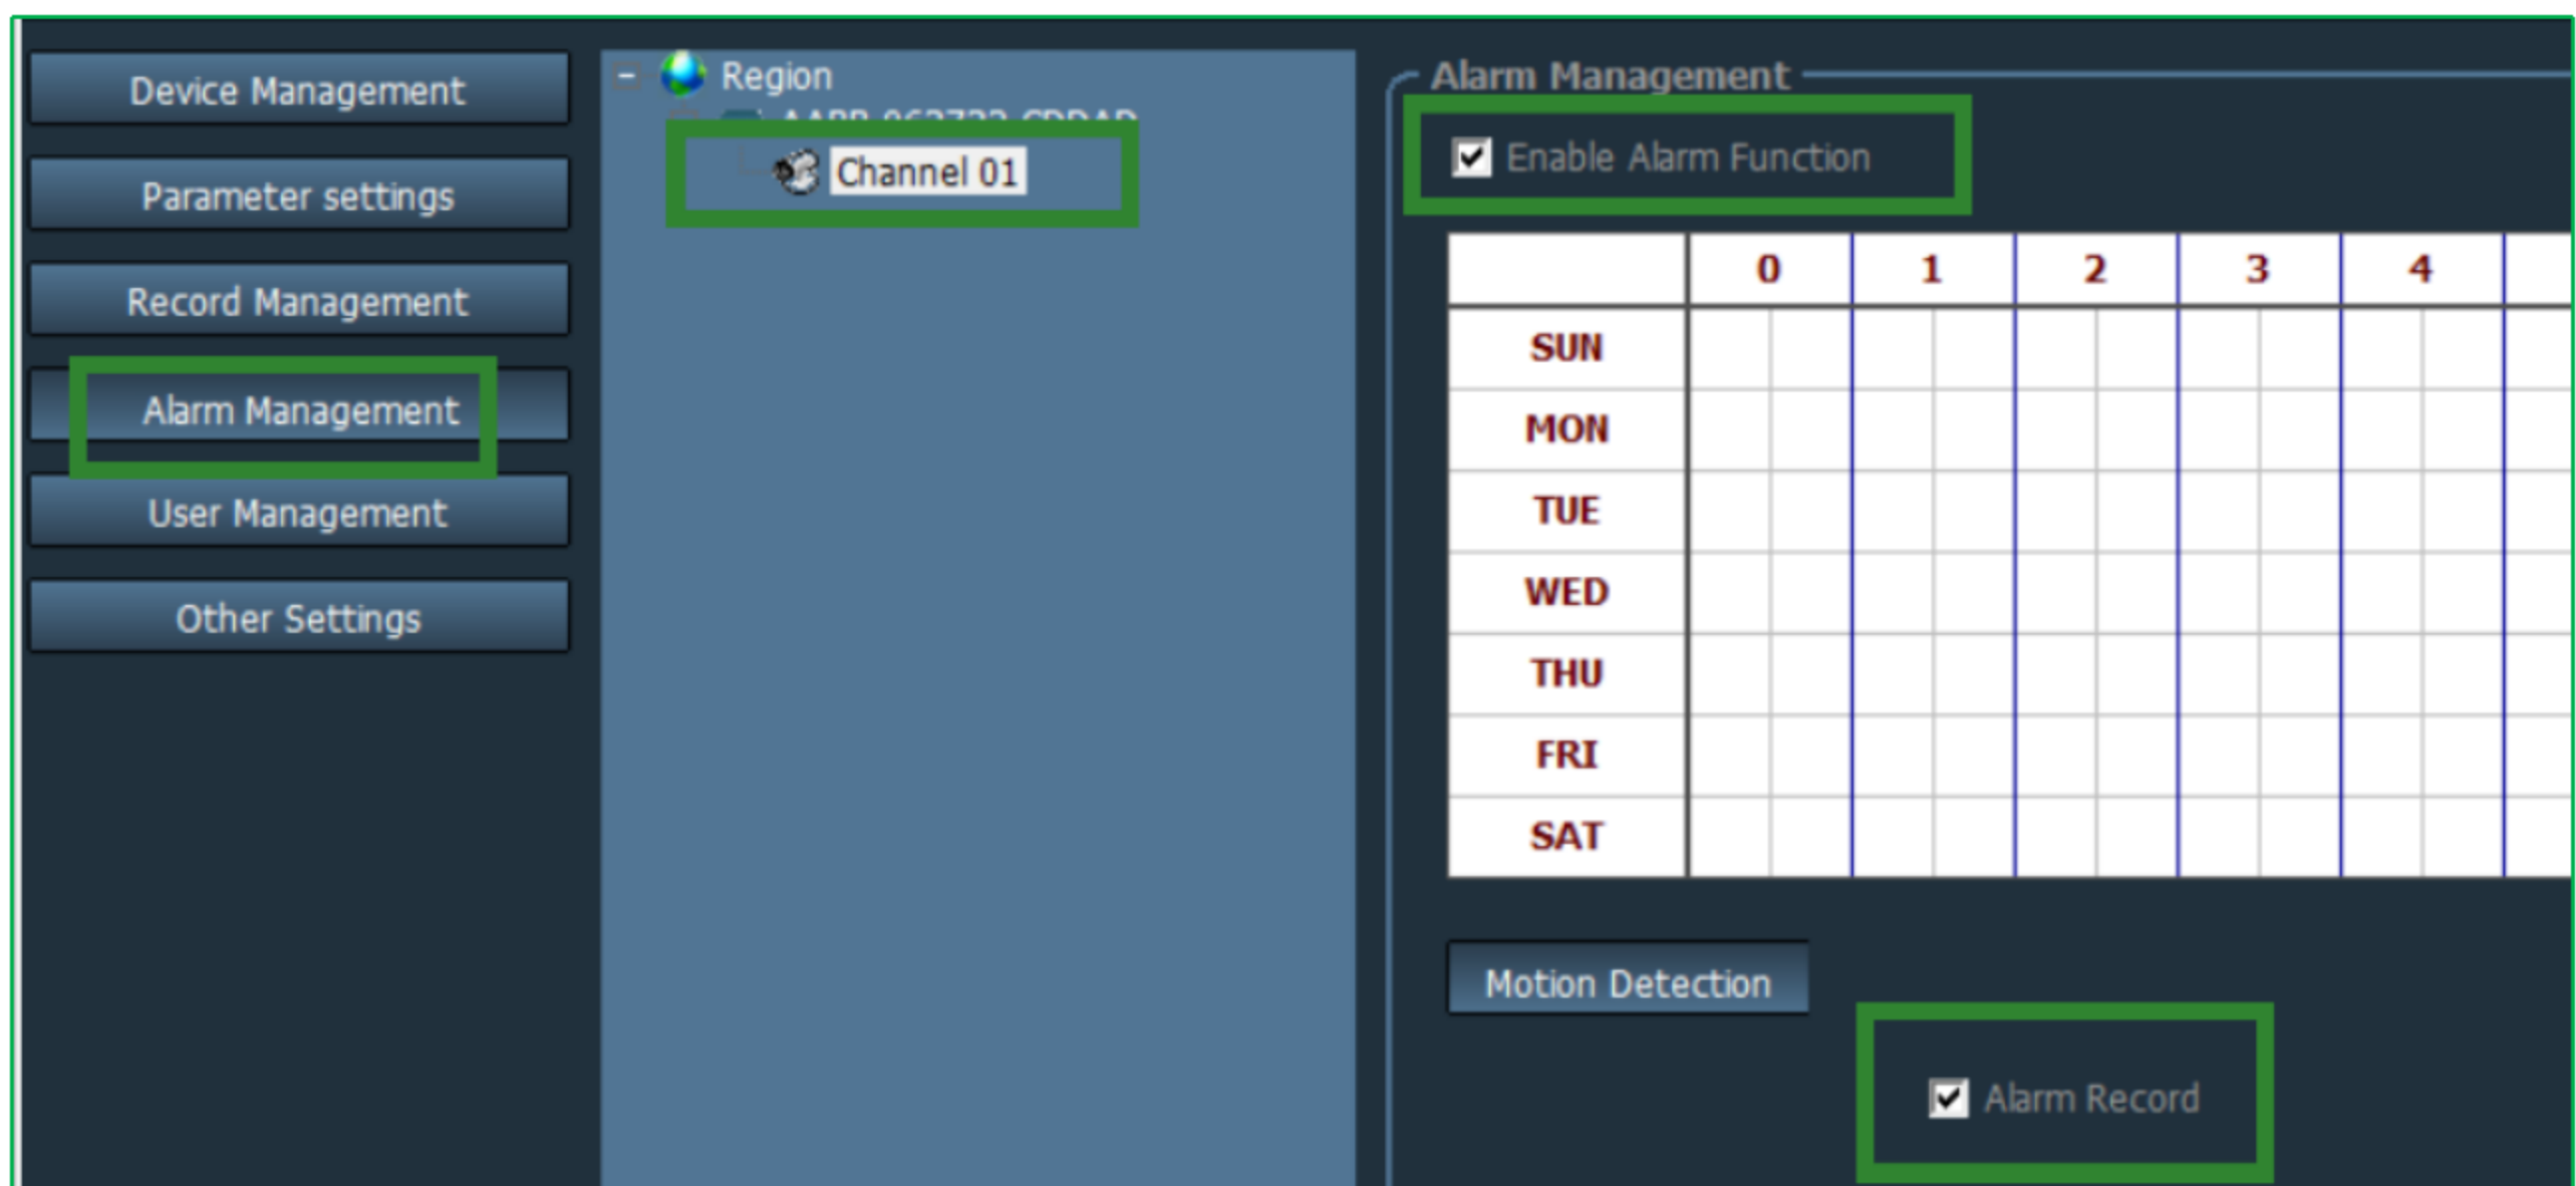 Device Management
Parameter settings
Record Management
Alarm Management
User Management
Other Settings
Region
Channel 01
Alarm Management
Enable Alarm Function
0 1 2 3 4
SUN
MON
TUE
WED
THU
FRI
SAT
Motion Detection
Alarm Record